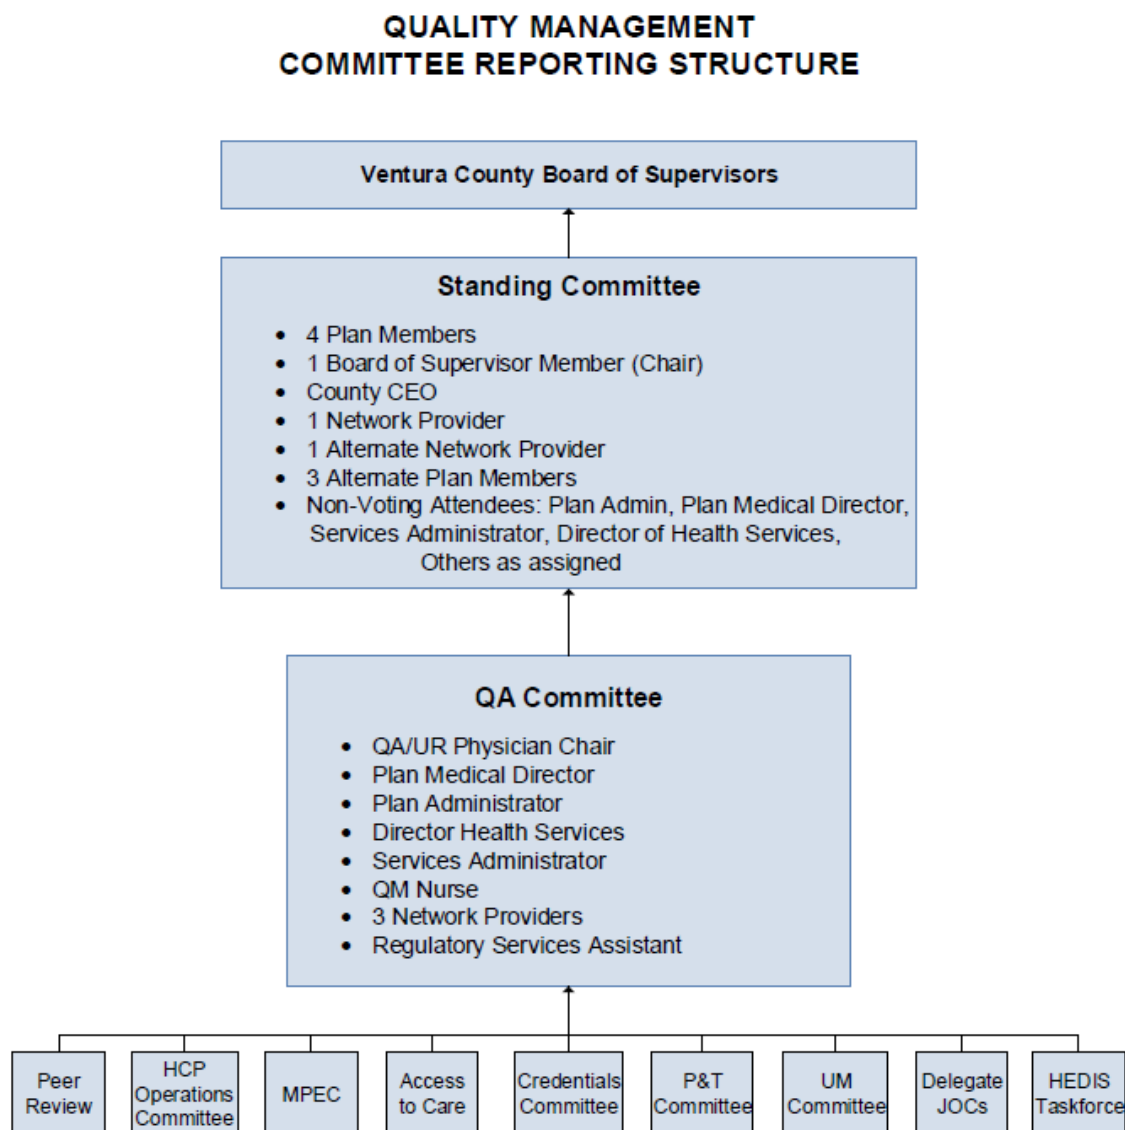 QUALITY MANAGEMENT
COMMITTEE REPORTING STRUCTURE
Ventura County Board of Supervisors
Standing Committee
• 4 Plan Members
• 1 Board of Supervisor Member (Chair)
• County CEO
• 1 Network Provider
• 1 Alternate Network Provider
• 3 Alternate Plan Members
• Non-Voting Attendees: Plan Admin, Plan Medical Director,
Services Administrator, Director of Health Services,
Others as assigned
QA Committee
• QA/UR Physician Chair
• Plan Medical Director
• Plan Administrator
• Director Health Services
• Services Administrator
• QM Nurse
• 3 Network Providers
• Regulatory Services Assistant
Peer
Review
HCP
Operations
Committee
MPEC
Access
to Care
Credentials
Committee
P&T
Committee
UM
Committee
Delegate
JOCs
HEDIS
Taskforce